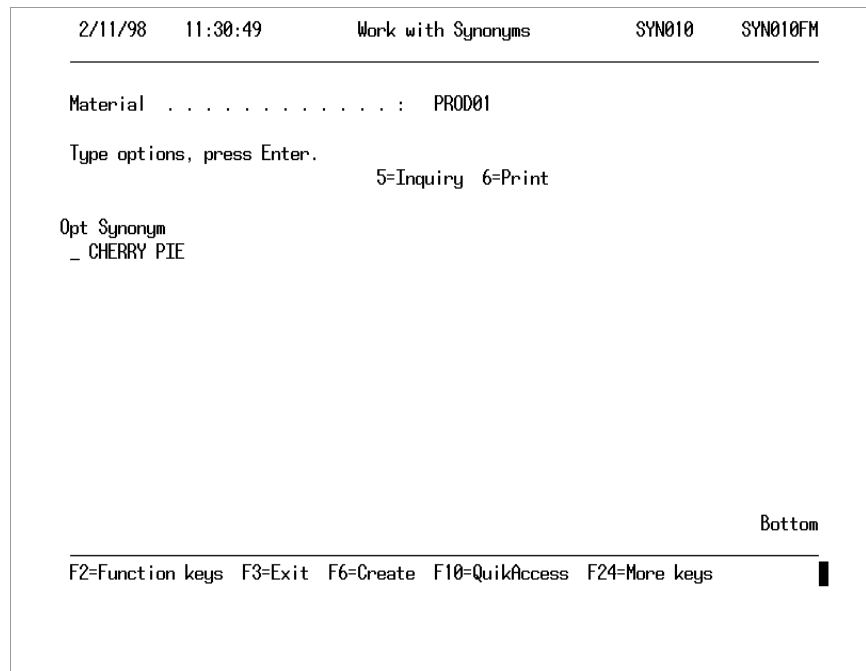 2/11/98 11:30:49 Work with Synonyms SYN010 SYN010FM
Material . . . . . . . . . . . . . : PROD01
Type options, press Enter.
5=Inquiry 6=Print
Opt Synonym
_ CHERRY PIE
Bottom
F2=Function keys F3=Exit F6=Create F10=QuikAccess F24=More keys